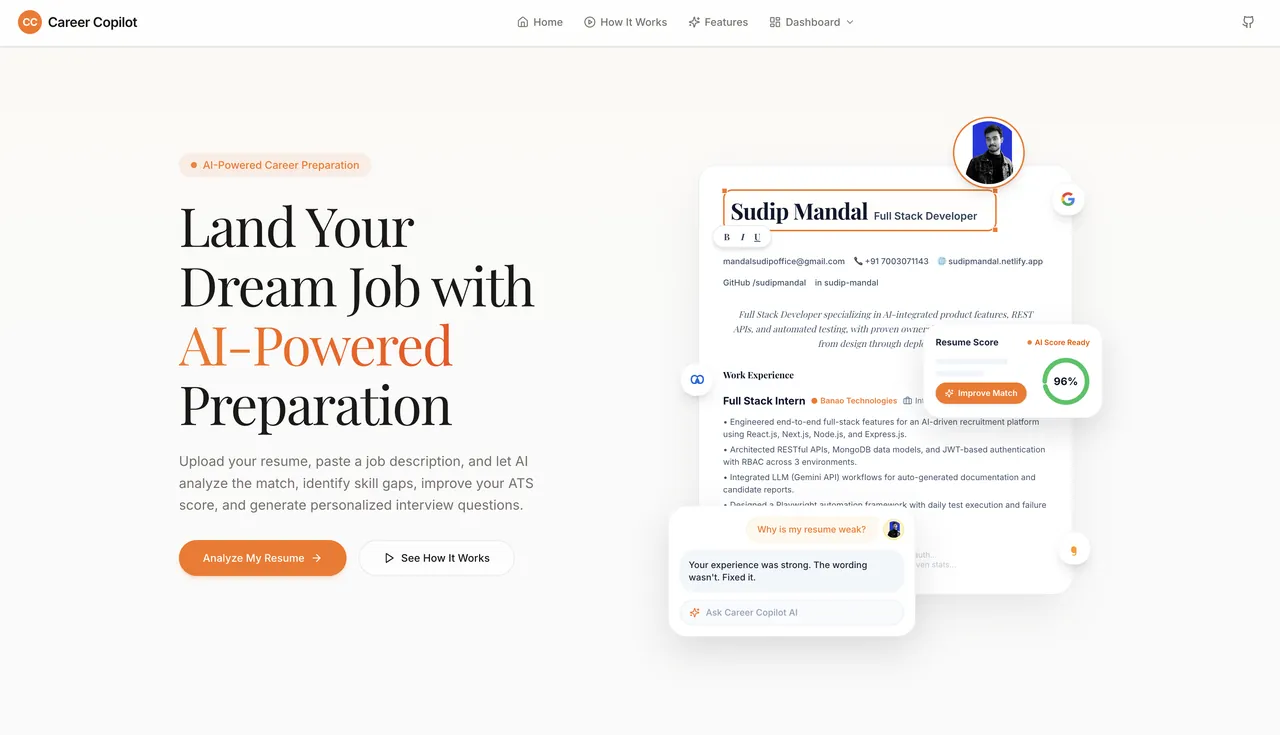 CC Career Copilot
Home
How It Works
Features
Dashboard
AI-Powered Career Preparation
Land Your
Dream Job with
AI-Powered
Preparation
Upload your resume, paste a job description, and let AI
analyze the match, identify skill gaps, improve your ATS
score, and generate personalized interview questions.
Analyze My Resume
See How It Works
Sudip Mandal Full Stack Developer
B I U
mandalsudipoffice@gmail.com +91 7003071143 sudipmandal.netlify.app
GitHub /sudipmandal in sudip-mandal
Full Stack Developer specializing in AI-integrated product features, REST
APIs, and automated testing, with proven
from design through
Resume Score
AI Score Ready
Improve Match
96%
Work Experience
Full Stack Intern Banao Technologies
• Engineered end-to-end full-stack features for an AI-driven recruitment platform
using React.js, Next.js, Node.js, and Express.js.
• Architected RESTful APIs, MongoDB data models, and JWT-based authentication
with RBAC across 3 environments.
• Integrated LLM (Gemini API) workflows for auto-generated documentation and
candidate reports.
• Designed a Playwright automation framework with daily test execution and failure
Why is my resume weak?
Your experience was strong. The wording
wasn't. Fixed it.
Ask Career Copilot AI
auth...
stats...